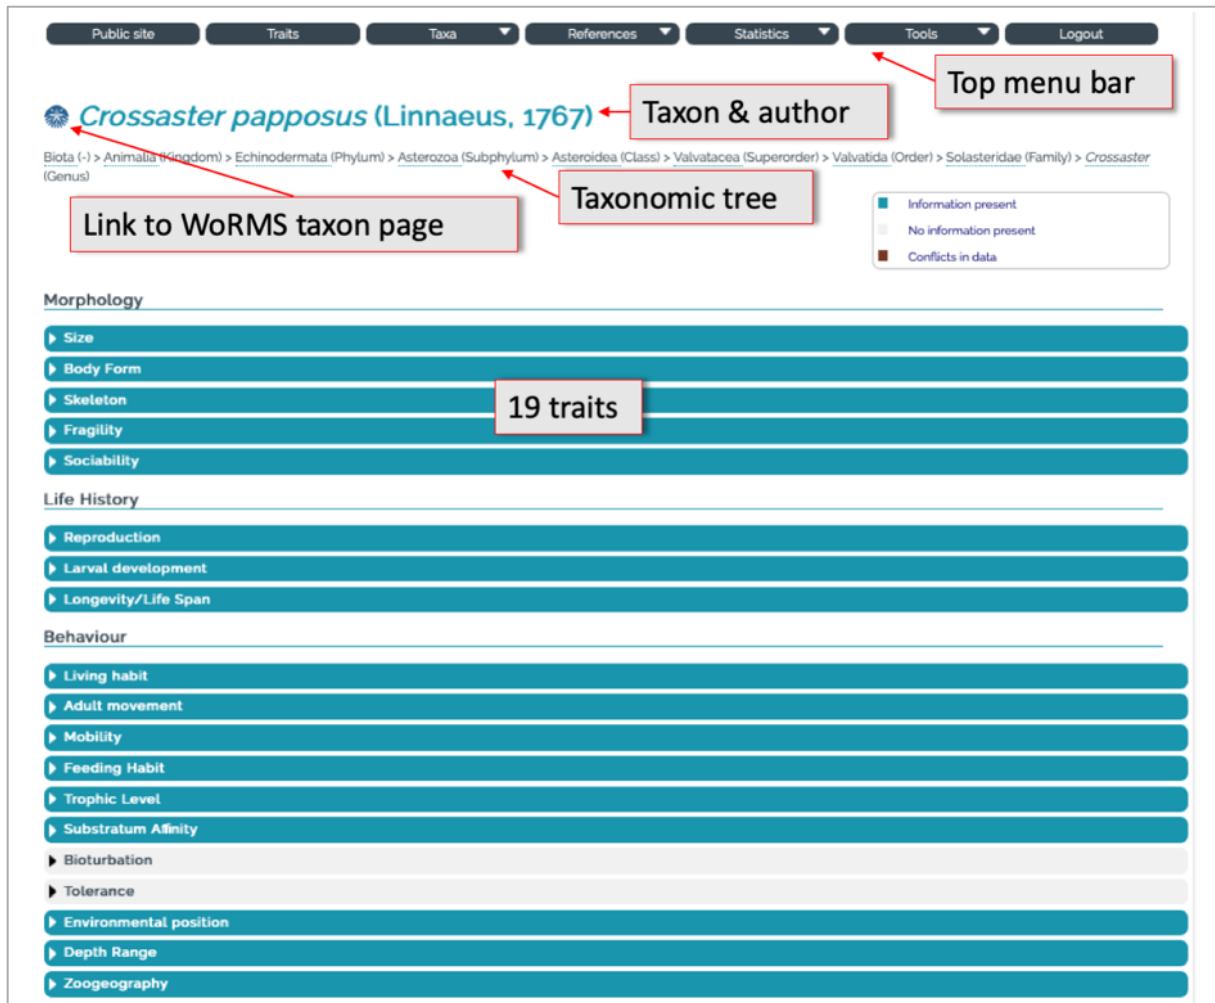 Public site Traits Taxa References Statistics Tools Logout
Top menu bar
Crossaster papposus (Linnaeus, 1767)
Taxon & author
Biota (-) > Animalia (Kingdom) > Echinodermata (Phylum) > Asterozoa (Subphylum) > Asteroidea (Class) > Valvatacea (Superorder) > Valvatida (Order) > Solasteridae (Family) > Crossaster
(Genus)
Taxonomic tree
Link to WoRMS taxon page
Information present
No information present
Conflicts in data
Morphology
Size
Body Form
Skeleton
19 traits
Fragility
Sociability
Life History
Reproduction
Larval development
Longevity/Life Span
Behaviour
Living habit
Adult movement
Mobility
Feeding Habit
Trophic Level
Substratum Affinity
Bioturbation
Tolerance
Environmental position
Depth Range
Zoogeography